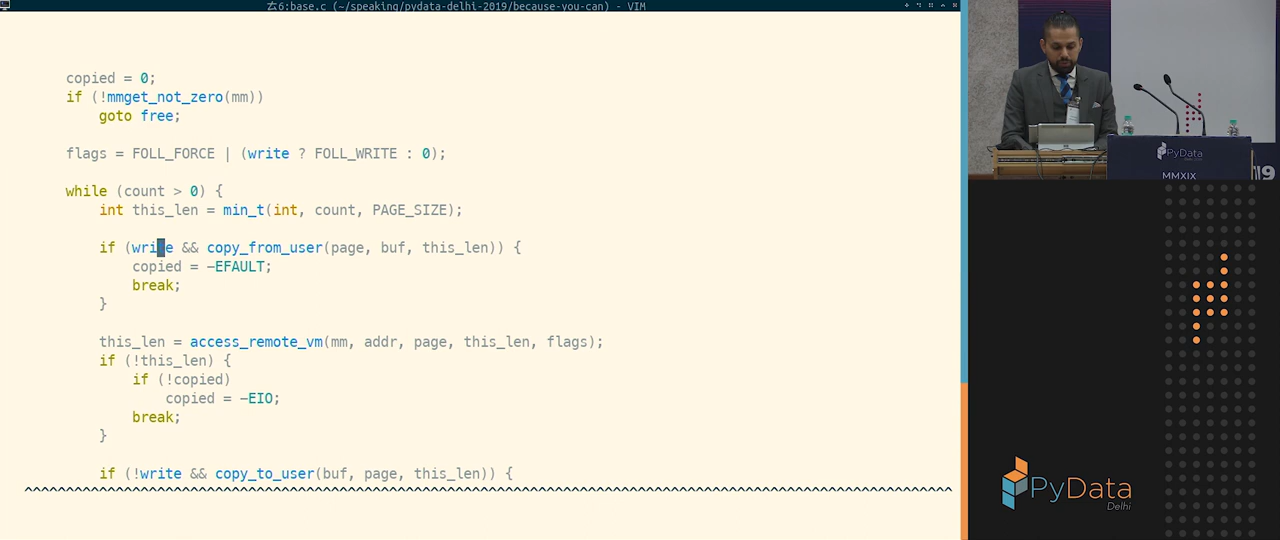 云6:base.c (~/speaking/pydata-delhi-2019/because-you-can) - VIM
copied = 0;
if (!mmget_not_zero(mm))
goto free;
flags = FOLL_FORCE | (write ? FOLL_WRITE : 0);
while (count > 0) {
int this_len = min_t(int, count, PAGE_SIZE);
if (write && copy_from_user(page, buf, this_len)) {
copied = -EFAULT;
break;
}
this_len = access_remote_vm(mm, addr, page, this_len, flags);
if (!this_len) {
if (!copied)
copied = -EIO;
break;
}
if (!write && copy_to_user(buf, page, this_len)) {
^^^^^^^^^^^^^^^^^^^^^^^^^^^^^^^^^^^^^^^^^^^^^^^^^^^^^^^^^^^^^^^^^^^^^^^^^^^^^^^^^^^^^^^^^^^^^^^^^^^^^^^^^^^^^^^
PyData
MMXIX
PyData
Delhi